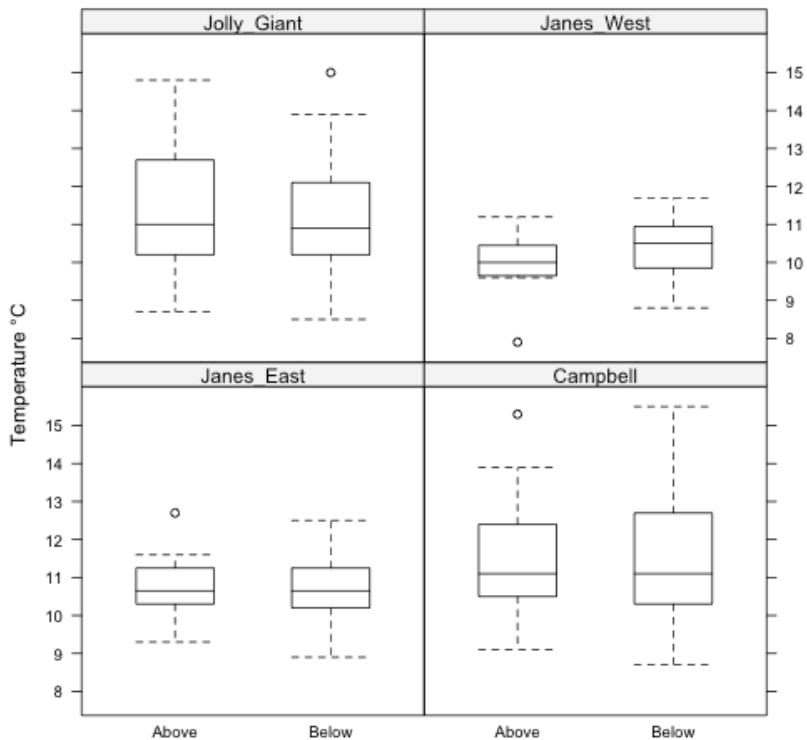 Jolly_Giant
Janes_West
15
14
13
12
11
10
9
8
Temperature °C
Janes_East
Campbell
15
14
13
12
11
10
9
8
Above
Below
Above
Below